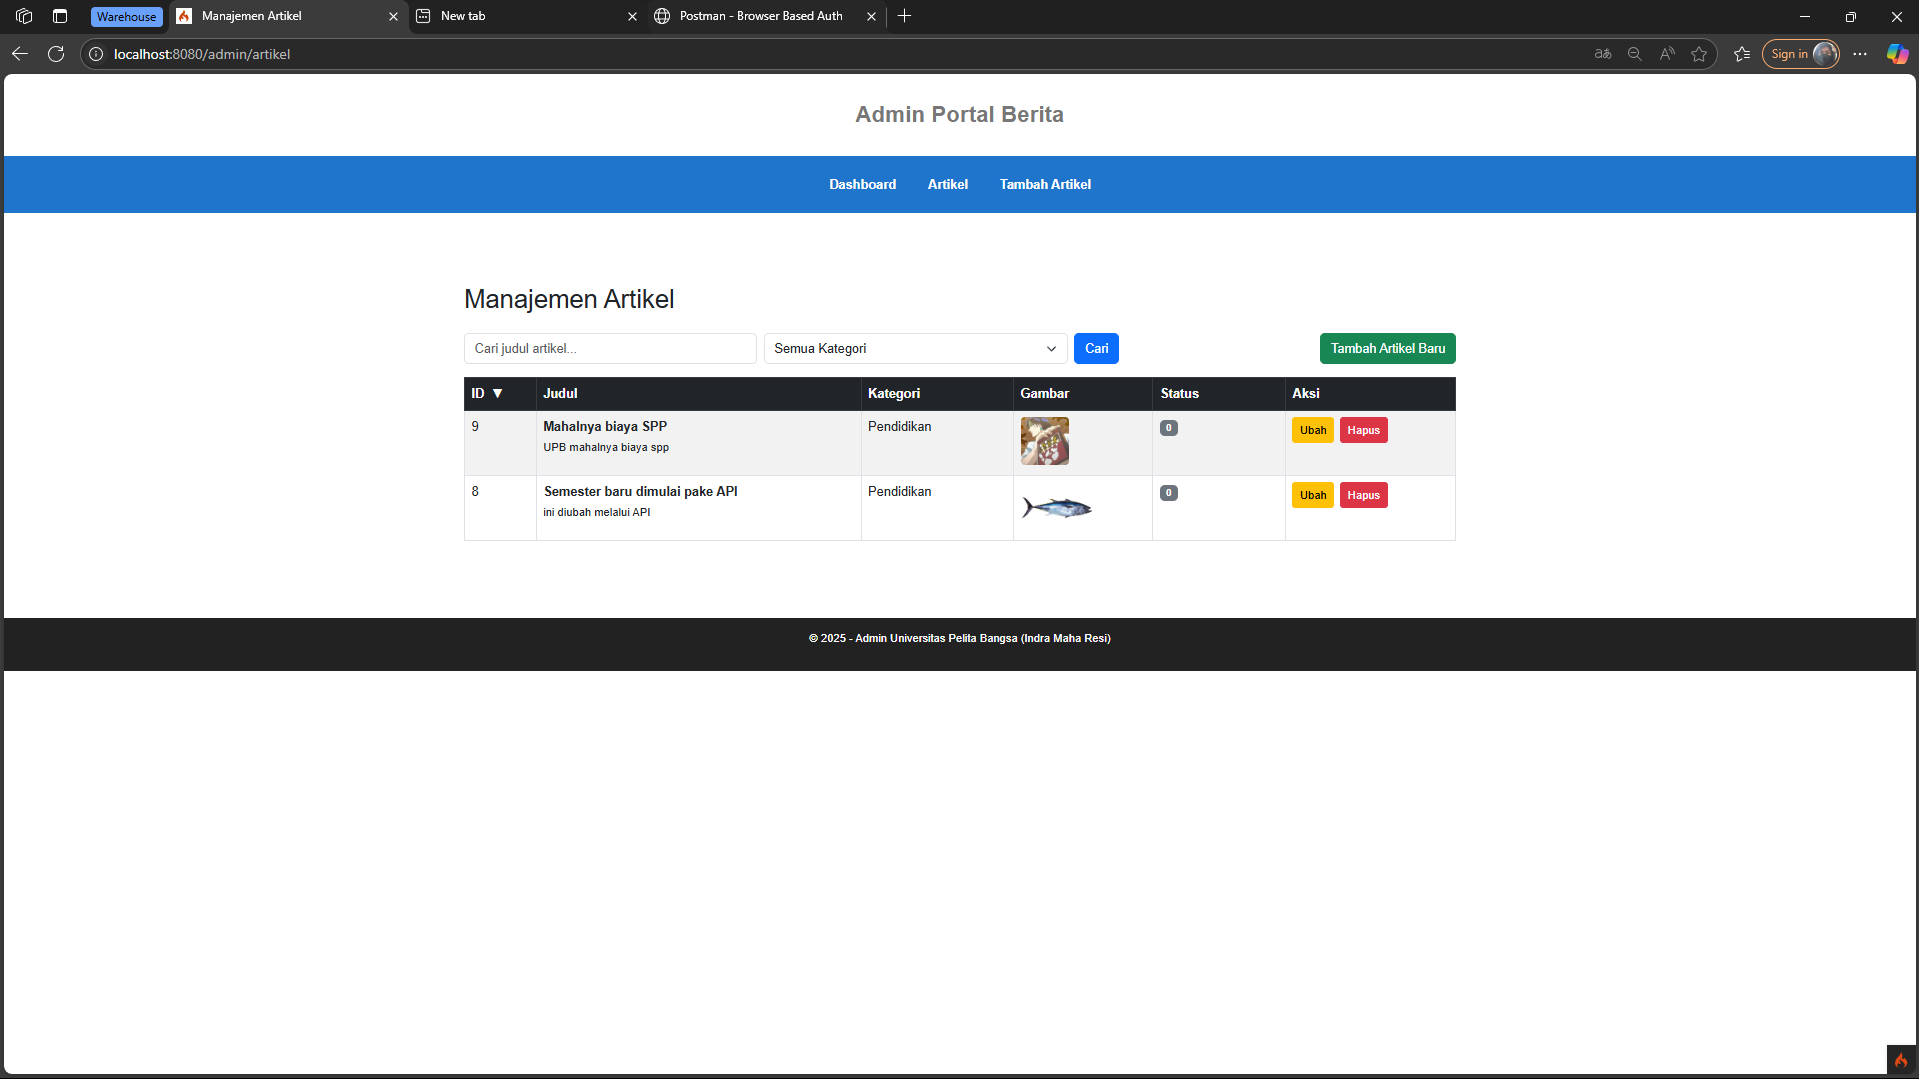 Warehouse
Manajemen Artikel
New tab
Postman - Browser Based Auth
localhost:8080/admin/artikel
Sign in
Admin Portal Berita
Dashboard Artikel Tambah Artikel
Manajemen Artikel
Cari judul artikel... Semua Kategori Cari Tambah Artikel Baru
ID ▼ Judul Kategori Gambar Status Aksi
9 Mahalnya biaya SPP Pendidikan 0 Ubah Hapus
UPB mahalnya biaya spp
8 Semester baru dimulai pake API Pendidikan 0 Ubah Hapus
ini diubah melalui API
© 2025 - Admin Universitas Pelita Bangsa (Indra Maha Resi)